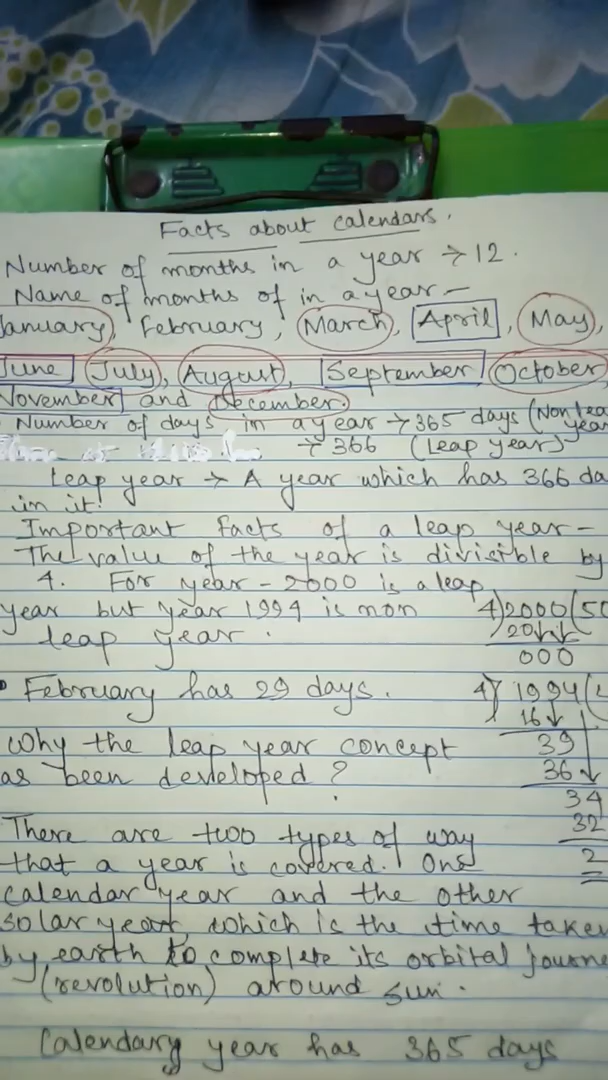 Facts about calendars.
Number of months in a year → 12.
Name of months of in a year -
January, February, March, April, May,
June, July, August, September, October
November and December
Number of days in a year → 365 days (Non lea
year
→ 366 (Leap year)
Leap year → A year which has 366 da
in it.
Important facts of a leap year -
The value of the year is divisible by
4. For year - 2000 is a leap
year but year 1994 is non 4)2000(50
leap year. 20↓↓
000
• February has 29 days. 4) 1994(4
16↓
Why the leap year concept 39
as been developed? 36↓
34
There are two types of way 32
that a year is covered. One 2
calendar year and the other
solar year, which is the time taken
by earth to complete its orbital journe
(revolution) around sun.
Calendary year has 365 days